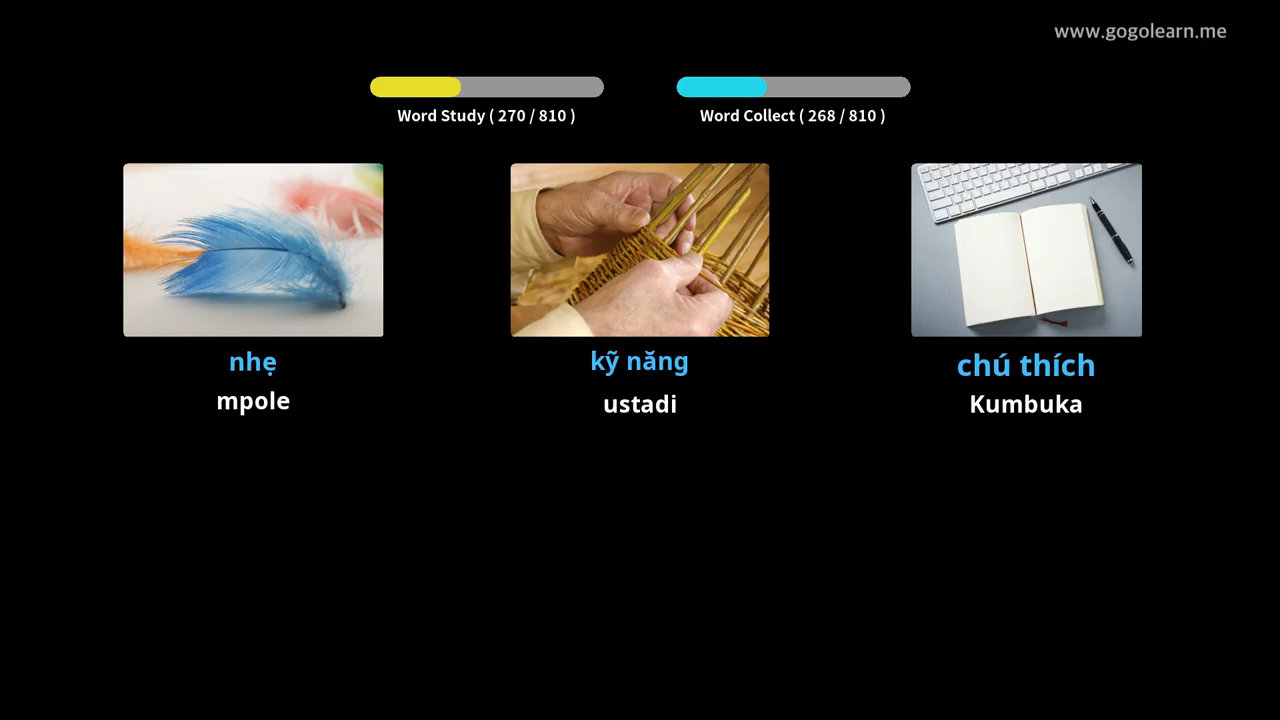 www.gogolearn.me
Word Study ( 270 / 810 )
Word Collect ( 268 / 810 )
nhẹ
mpole
kỹ năng
ustadi
chú thích
Kumbuka